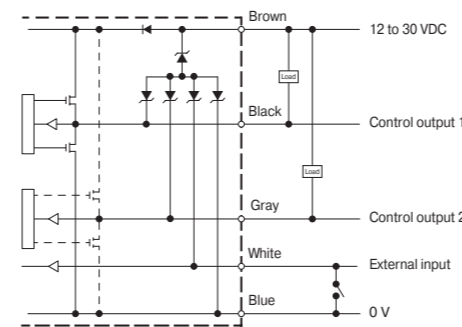 Brown
12 to 30 VDC
Load
Black
Control output 1
Load
Gray
Control output 2
White
External input
Blue
0 V